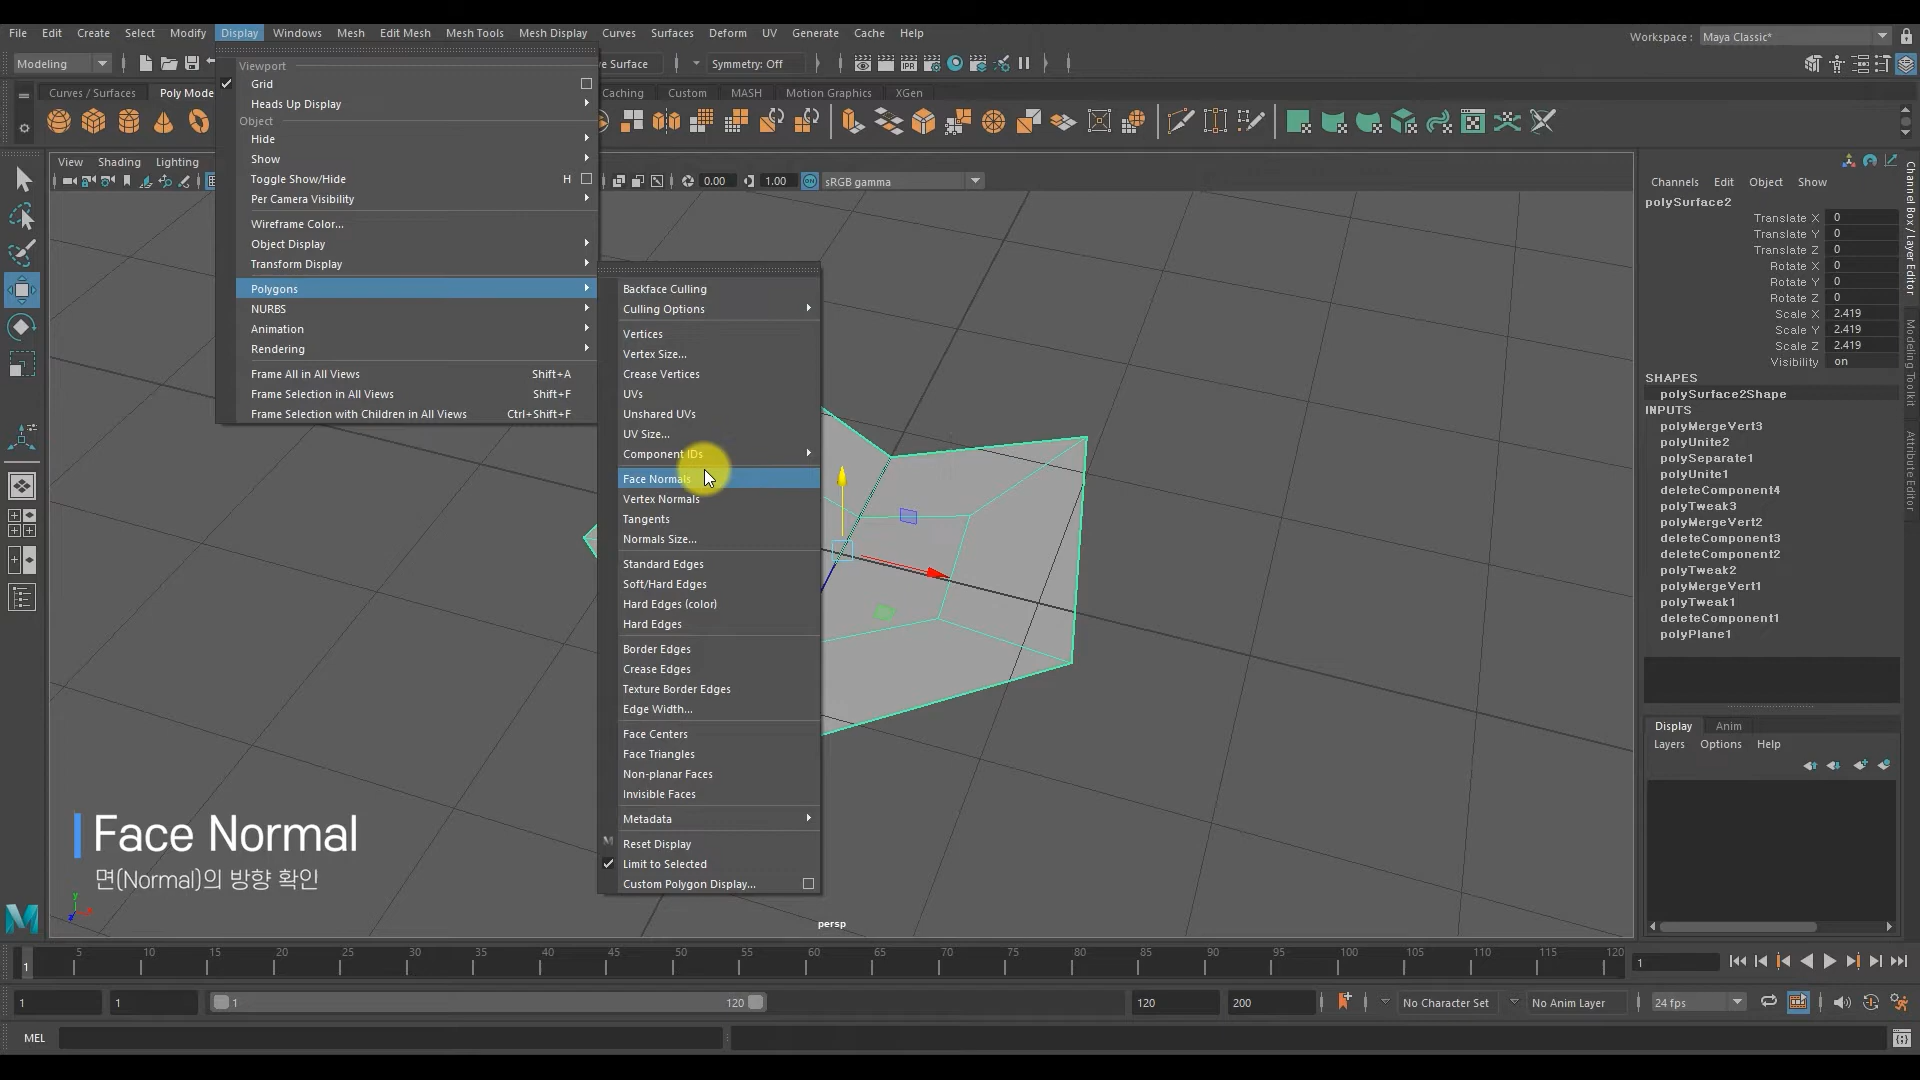 File Edit Create Select Modify Display Windows Mesh Edit Mesh Mesh Tools Mesh Display Curves Surfaces Deform UV Generate Cache Help
Workspace : Maya Classic*
Modeling
ve Surface
Symmetry: Off
Curves / Surfaces
Poly Mode
Caching
Custom
MASH
Motion Graphics
XGen
View Shading Lighting
0.00
1.00
sRGB gamma
Viewport
Grid
Heads Up Display
Object
Hide
Show
Toggle Show/Hide H
Per Camera Visibility
Wireframe Color...
Object Display
Transform Display
Polygons
NURBS
Animation
Rendering
Frame All in All Views Shift+A
Frame Selection in All Views Shift+F
Frame Selection with Children in All Views Ctrl+Shift+F
Backface Culling
Culling Options
Vertices
Vertex Size...
Crease Vertices
UVs
Unshared UVs
UV Size...
Component IDs
Face Normals
Vertex Normals
Tangents
Normals Size...
Standard Edges
Soft/Hard Edges
Hard Edges (color)
Hard Edges
Border Edges
Crease Edges
Texture Border Edges
Edge Width...
Face Centers
Face Triangles
Non-planar Faces
Invisible Faces
Metadata
M Reset Display
Limit to Selected
Custom Polygon Display...
Face Normal
면(Normal)의 방향 확인
y
z
persp
Channels Edit Object Show
polySurface2
Translate X 0
Translate Y 0
Translate Z 0
Rotate X 0
Rotate Y 0
Rotate Z 0
Scale X 2.419
Scale Y 2.419
Scale Z 2.419
Visibility on
SHAPES
polySurface2Shape
INPUTS
polyMergeVert3
polyUnite2
polySeparate1
polyUnite1
deleteComponent4
polyTweak3
polyMergeVert2
deleteComponent3
deleteComponent2
polyTweak2
polyMergeVert1
polyTweak1
deleteComponent1
polyPlane1
Channel Box / Layer Editor
Modeling Toolkit
Attribute Editor
Display Anim
Layers Options Help
1 5 10 15 20 25 30 35 40 45 50 55 60 65 70 75 80 85 90 95 100 105 110 115 120
1
1
1
1
120
120
200
No Character Set
No Anim Layer
24 fps
MEL